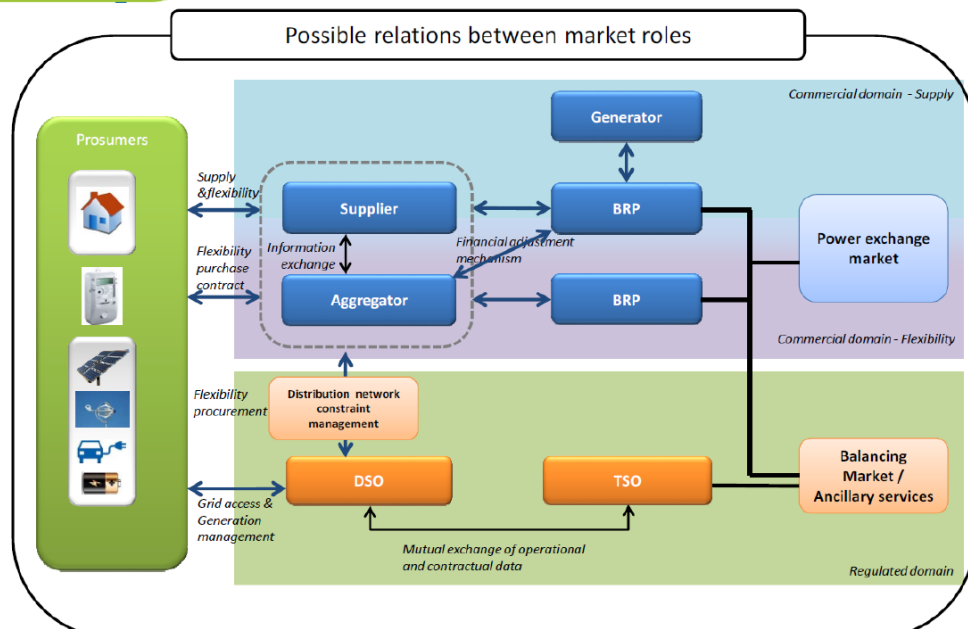 Possible relations between market roles
Commercial domain - Supply
Prosumers
Generator
Supply
&flexibility
Supplier
BRP
Information
exchange
Financial adjustment
mechanism
Power exchange
market
Flexibility
purchase
contract
Aggregator
BRP
Commercial domain - Flexibility
Flexibility
procurement
Distribution network
constraint
management
DSO
TSO
Balancing
Market /
Ancillary services
Grid access &
Generation
management
Mutual exchange of operational
and contractual data
Regulated domain